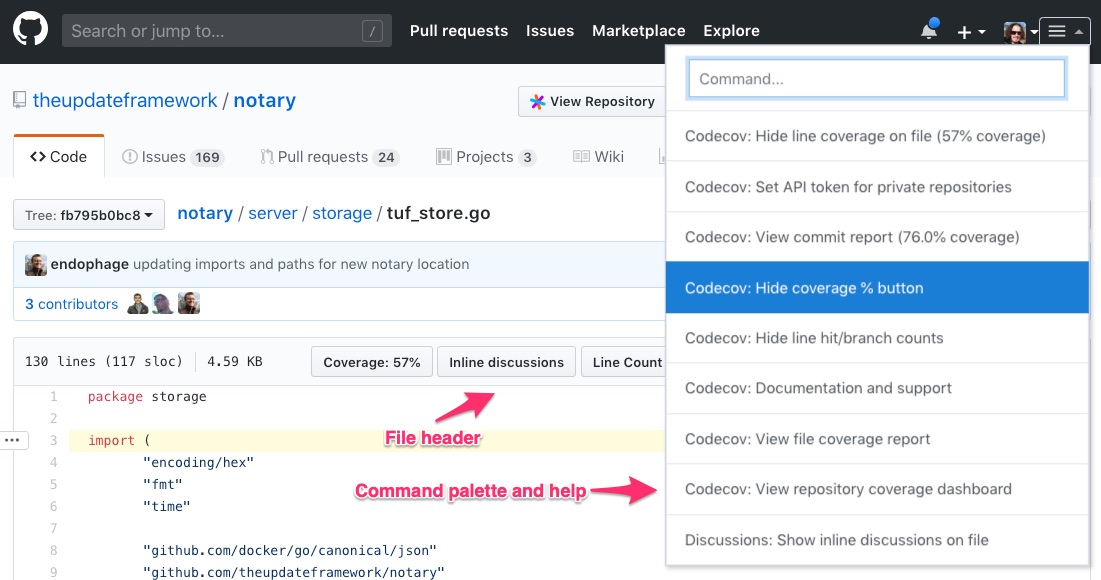 Search or jump to... / Pull requests Issues Marketplace Explore
theupdateframework / notary View Repository
<> Code Issues 169 Pull requests 24 Projects 3 Wiki
Tree: fb795b0bc8 notary / server / storage / tuf_store.go
endophage updating imports and paths for new notary location
3 contributors
130 lines (117 sloc) 4.59 KB Coverage: 57% Inline discussions Line Count
1 package storage
2
3 import (
4 "encoding/hex"
5 "fmt"
6 "time"
7
8 "github.com/docker/go/canonical/json"
9 "github.com/theupdateframework/notary"
File header
Command palette and help
Command...
Codecov: Hide line coverage on file (57% coverage)
Codecov: Set API token for private repositories
Codecov: View commit report (76.0% coverage)
Codecov: Hide coverage % button
Codecov: Hide line hit/branch counts
Codecov: Documentation and support
Codecov: View file coverage report
Codecov: View repository coverage dashboard
Discussions: Show inline discussions on file